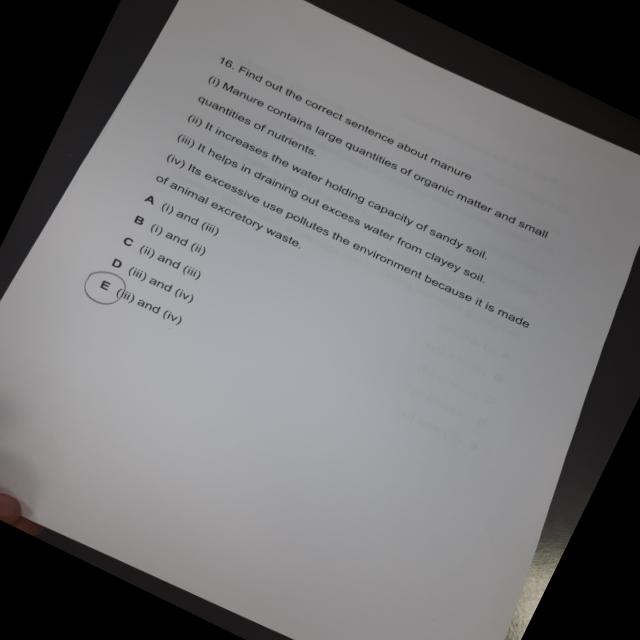 16. Find out the correct sentence about manure
(i) Manure contains large quantities of organic matter and small
quantities of nutrients.
(ii) It increases the water holding capacity of sandy soil.
(iii) It helps in draining out excess water from clayey soil.
(iv) Its excessive use pollutes the environment because it is made
of animal excretory waste.
A (i) and (iii)
B (i) and (ii)
C (ii) and (iii)
D (iii) and (iv)
E (iii) and (iv)